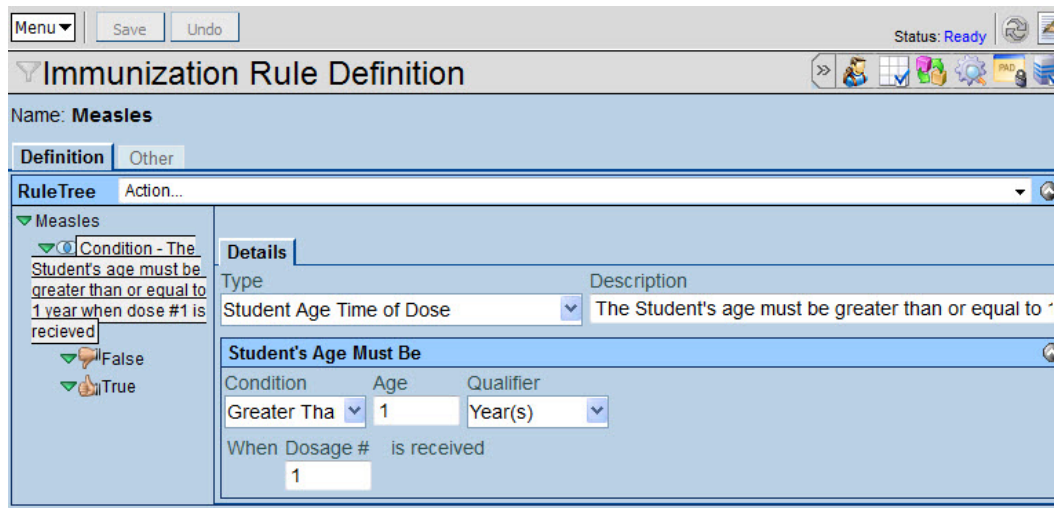 Menu Save Undo Status: Ready
Immunization Rule Definition
PAD
Name: Measles
Definition Other
RuleTree Action...
Measles
Condition - The
Student's age must be
greater than or equal to
1 year when dose #1 is
recieved
False
True
Details
Type Description
Student Age Time of Dose The Student's age must be greater than or equal to 1
Student's Age Must Be
Condition Age Qualifier
Greater Tha 1 Year(s)
When Dosage # is received
1